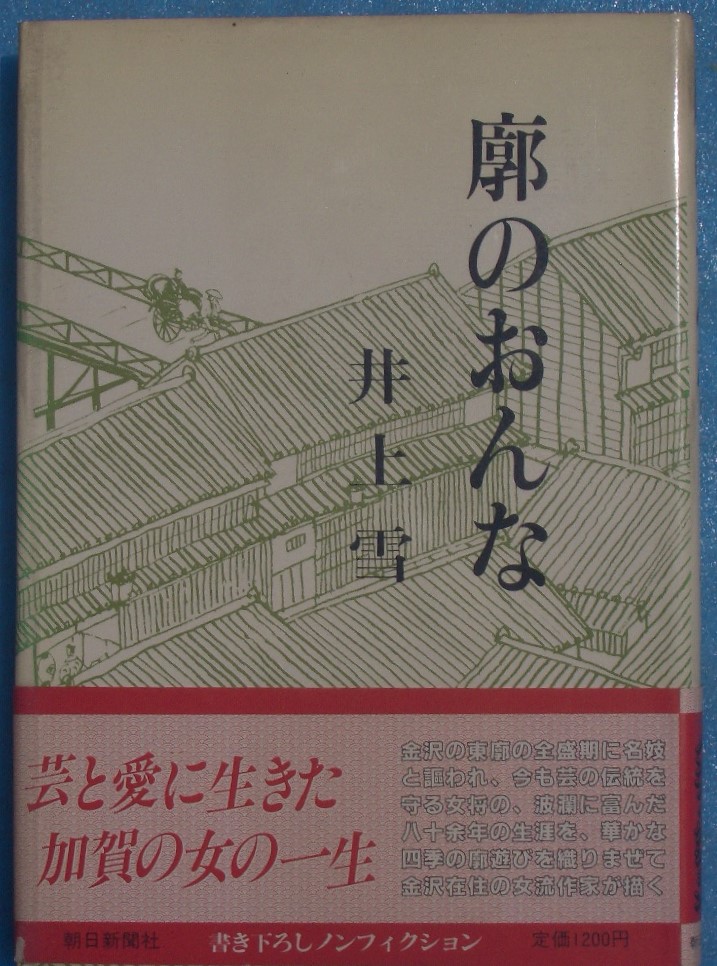 廓のおんな
井上雪
芸と愛に生きた
加賀の女の一生
金沢の東廓の全盛期に名妓
と謳われ、今も芸の伝統を
守る女将の、波瀾に富んだ
八十余年の生涯を、華かな
四季の廓遊びを織りまぜて
金沢在住の女流作家が描く
朝日新聞社
書き下ろしノンフィクション
定価1200円